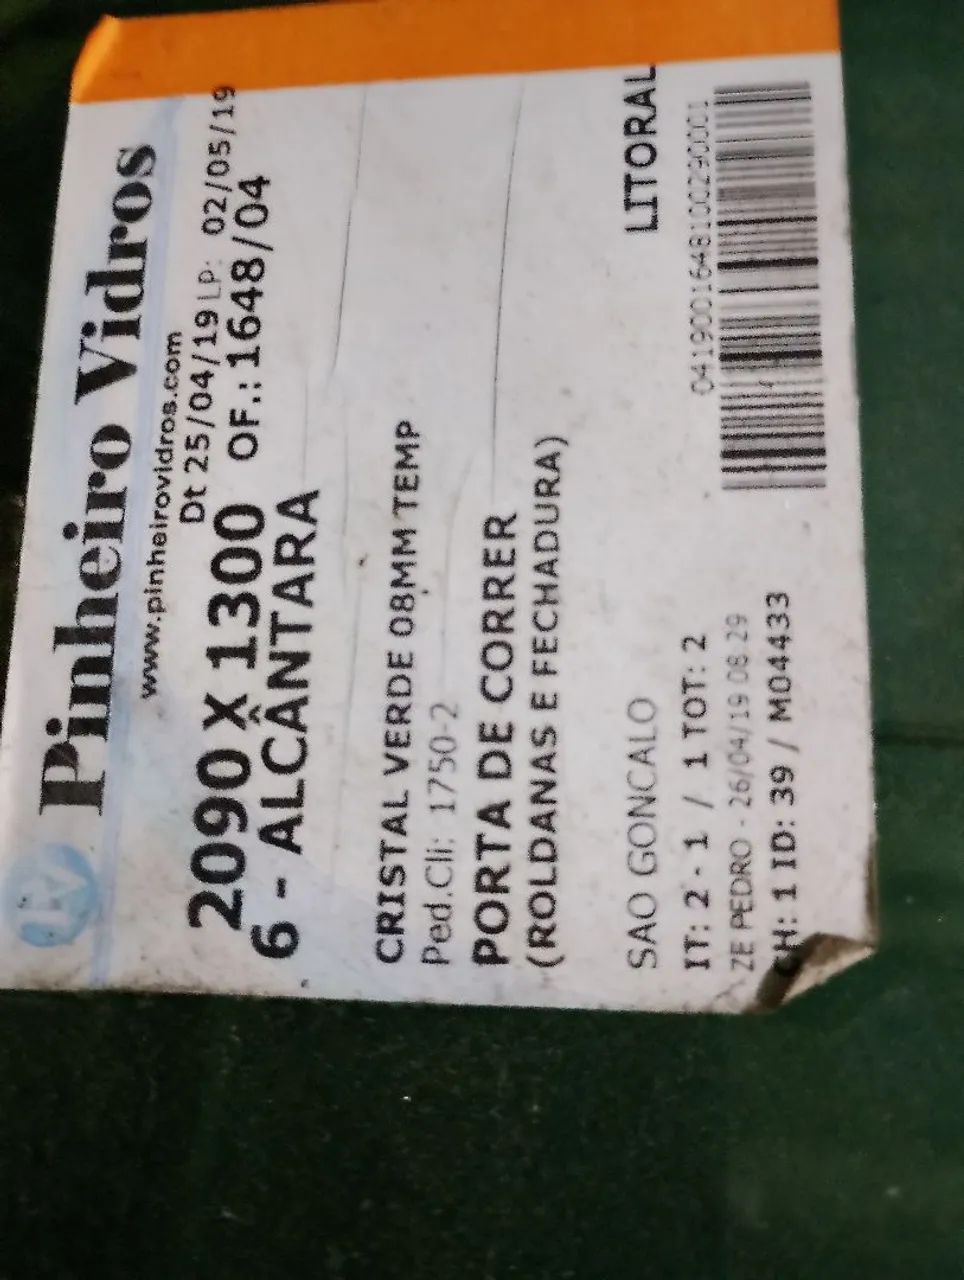 PV
Pinheiro Vidros
www.pinheirovidros.com
Dt 25/04/19 LP: 02/05/19
2090 X 1300 OF.:1648/04
6 - ALCÂNTARA
CRISTAL VERDE 08MM TEMP
Ped.Cli: 1750-2
PORTA DE CORRER
(ROLDANAS E FECHADURA)
SAO GONCALO LITORAL
IT: 2 - 1 / 1 TOT: 2
0419001648100290001
ZE PEDRO - 26/04/19 08 29
CH: 1 ID: 39 / M04433